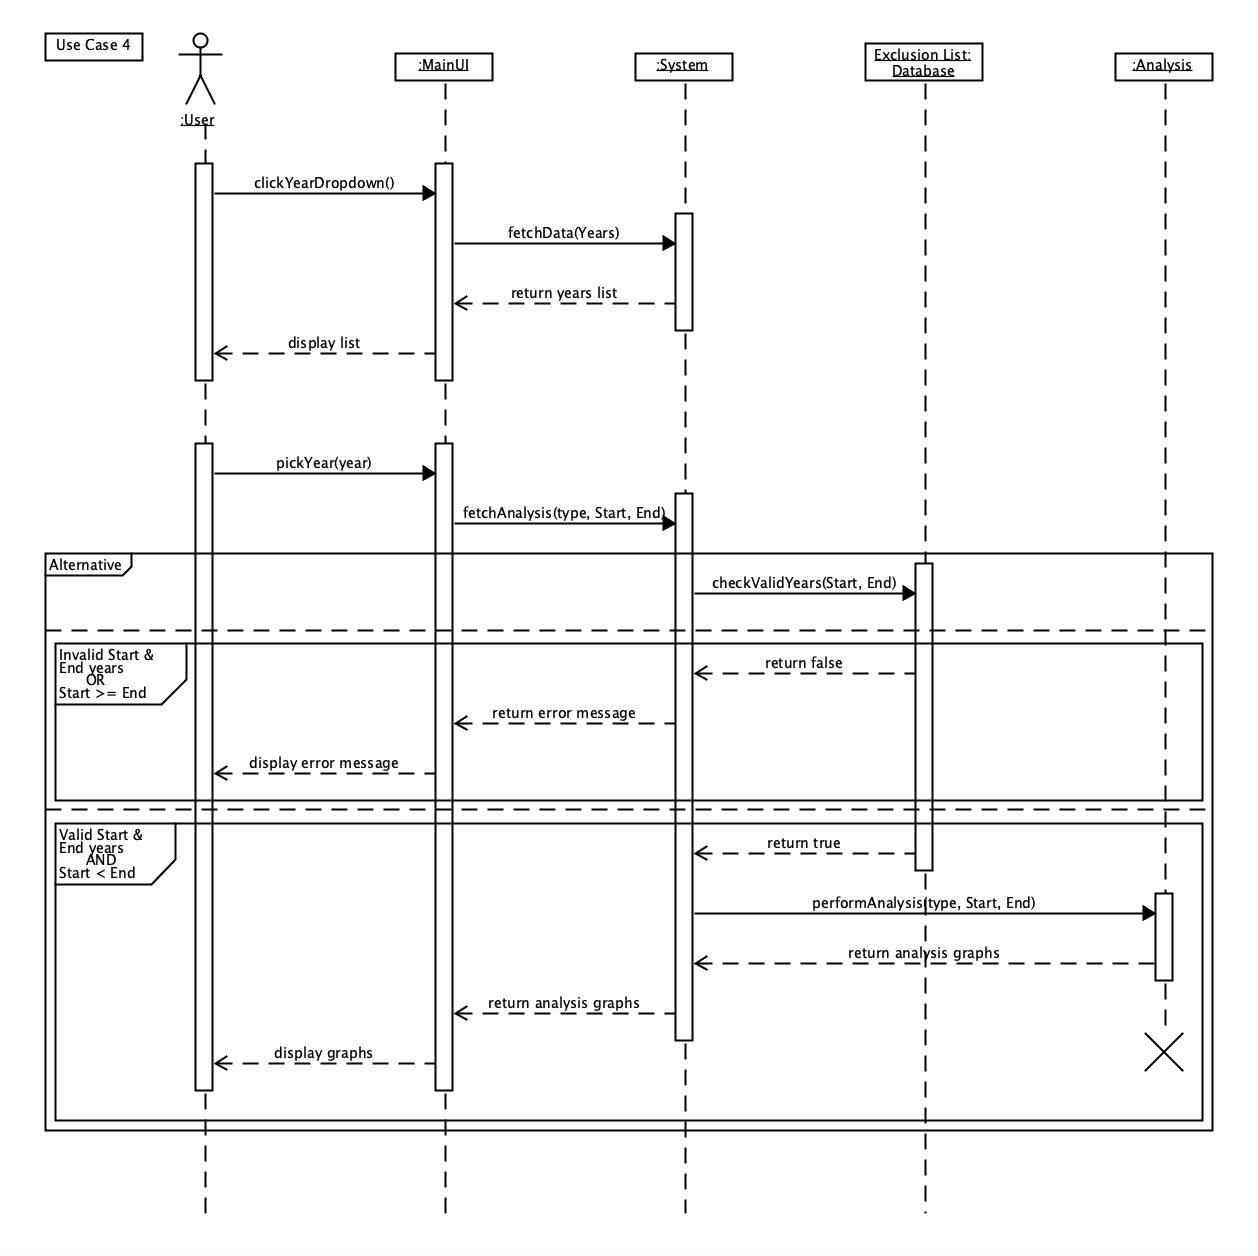 Use Case 4
:User
:MainUI
:System
Exclusion List:
Database
:Analysis
clickYearDropdown()
fetchData(Years)
return years list
display list
pickYear(year)
fetchAnalysis(type, Start, End)
Alternative
checkValidYears(Start, End)
Invalid Start &
End years
OR
Start >= End
return false
return error message
display error message
Valid Start &
End years
AND
Start < End
return true
performAnalysis(type, Start, End)
return analysis graphs
return analysis graphs
display graphs